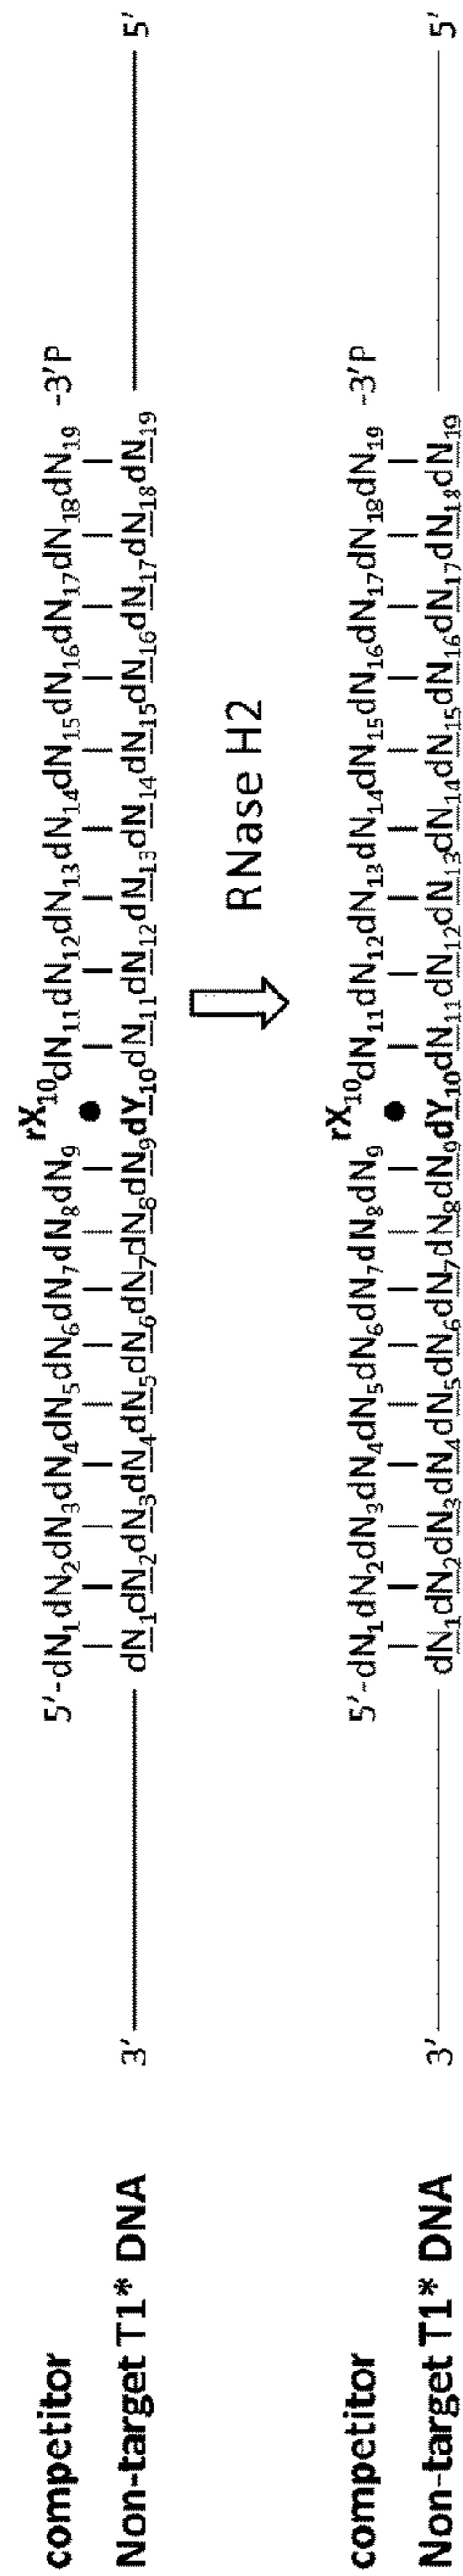 rX10
competitor 5'-dN1dN2dN3dN4dN5dN6dN7dN8dN9 dN11dN12dN13dN14dN15dN16dN17dN18dN19 -3'P
Non-target T1* DNA 3' dN1dN2dN3dN4dN5dN6dN7dN8dN9dY10dN11dN12dN13dN14dN15dN16dN17dN18dN19 5'
RNase H2
rX10
competitor 5'-dN1dN2dN3dN4dN5dN6dN7dN8dN9 dN11dN12dN13dN14dN15dN16dN17dN18dN19 -3'P
Non-target T1* DNA 3' dN1dN2dN3dN4dN5dN6dN7dN8dN9dY10dN11dN12dN13dN14dN15dN16dN17dN18dN19 5'